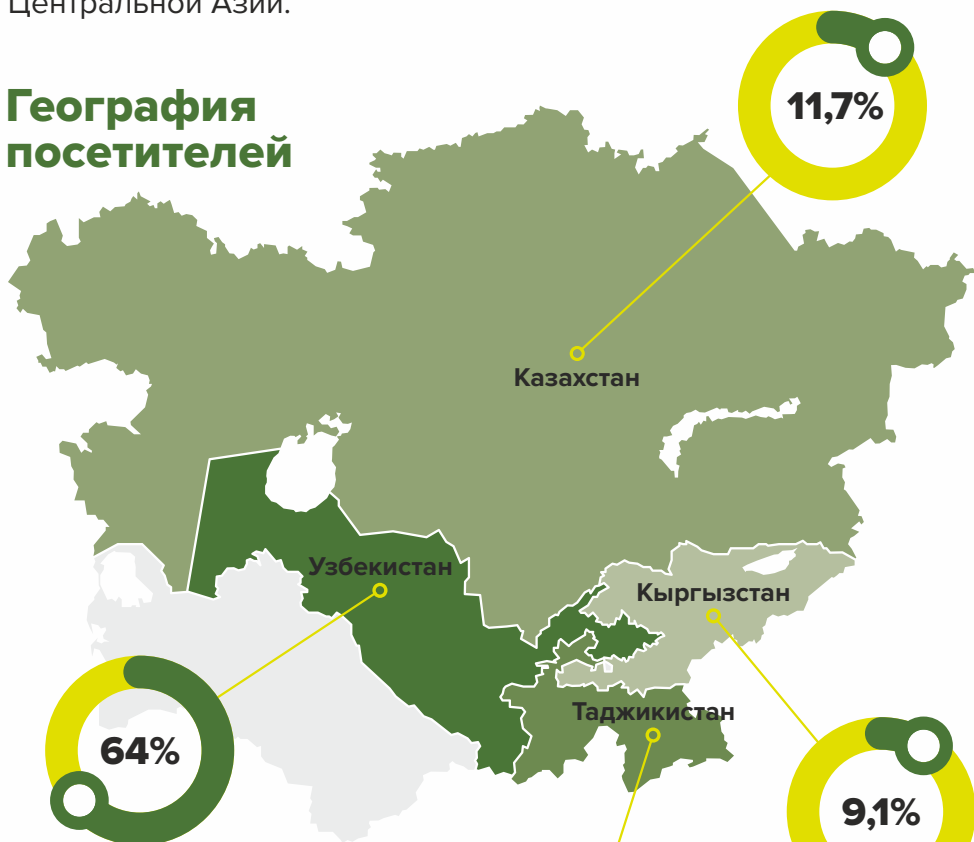 Центральной Азии.
География
посетителей
11,7%
Казахстан
Узбекистан
Кыргызстан
Таджикистан
64%
9,1%